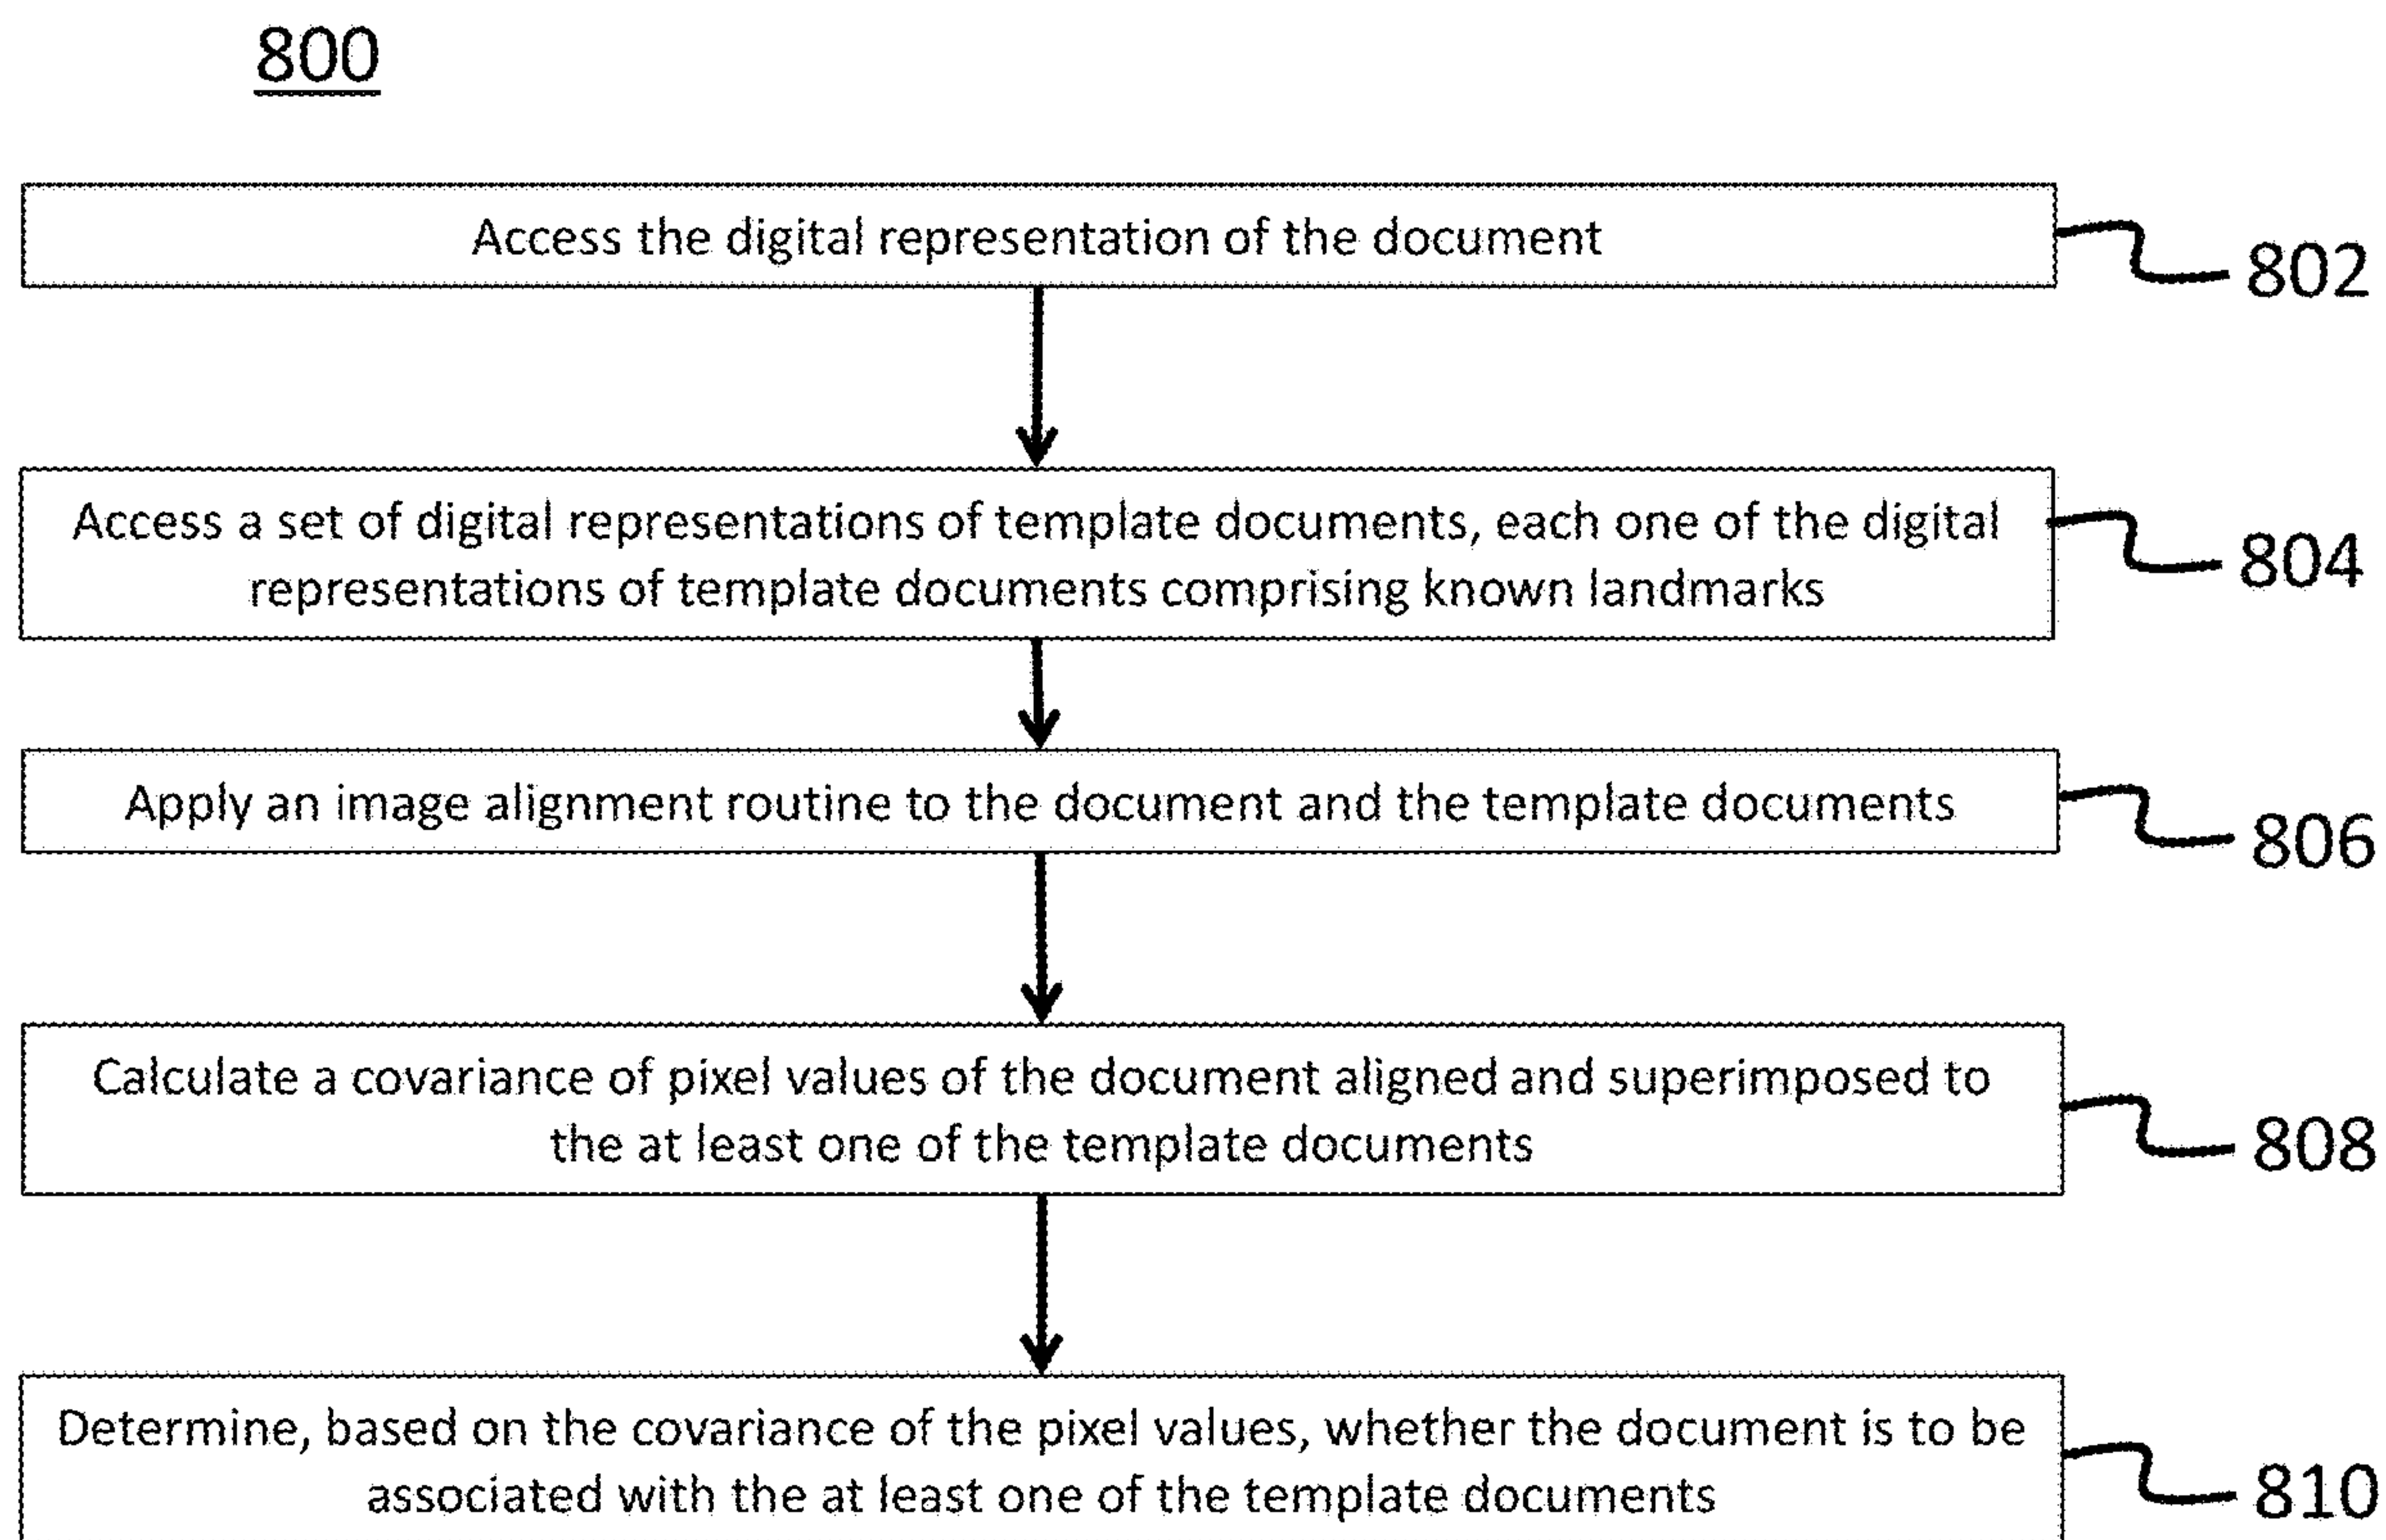 800
Access the digital representation of the document
802
Access a set of digital representations of template documents, each one of the digital
representations of template documents comprising known landmarks
804
Apply an image alignment routine to the document and the template documents
806
Calculate a covariance of pixel values of the document aligned and superimposed to
the at least one of the template documents
808
Determine, based on the covariance of the pixel values, whether the document is to be
associated with the at least one of the template documents
810